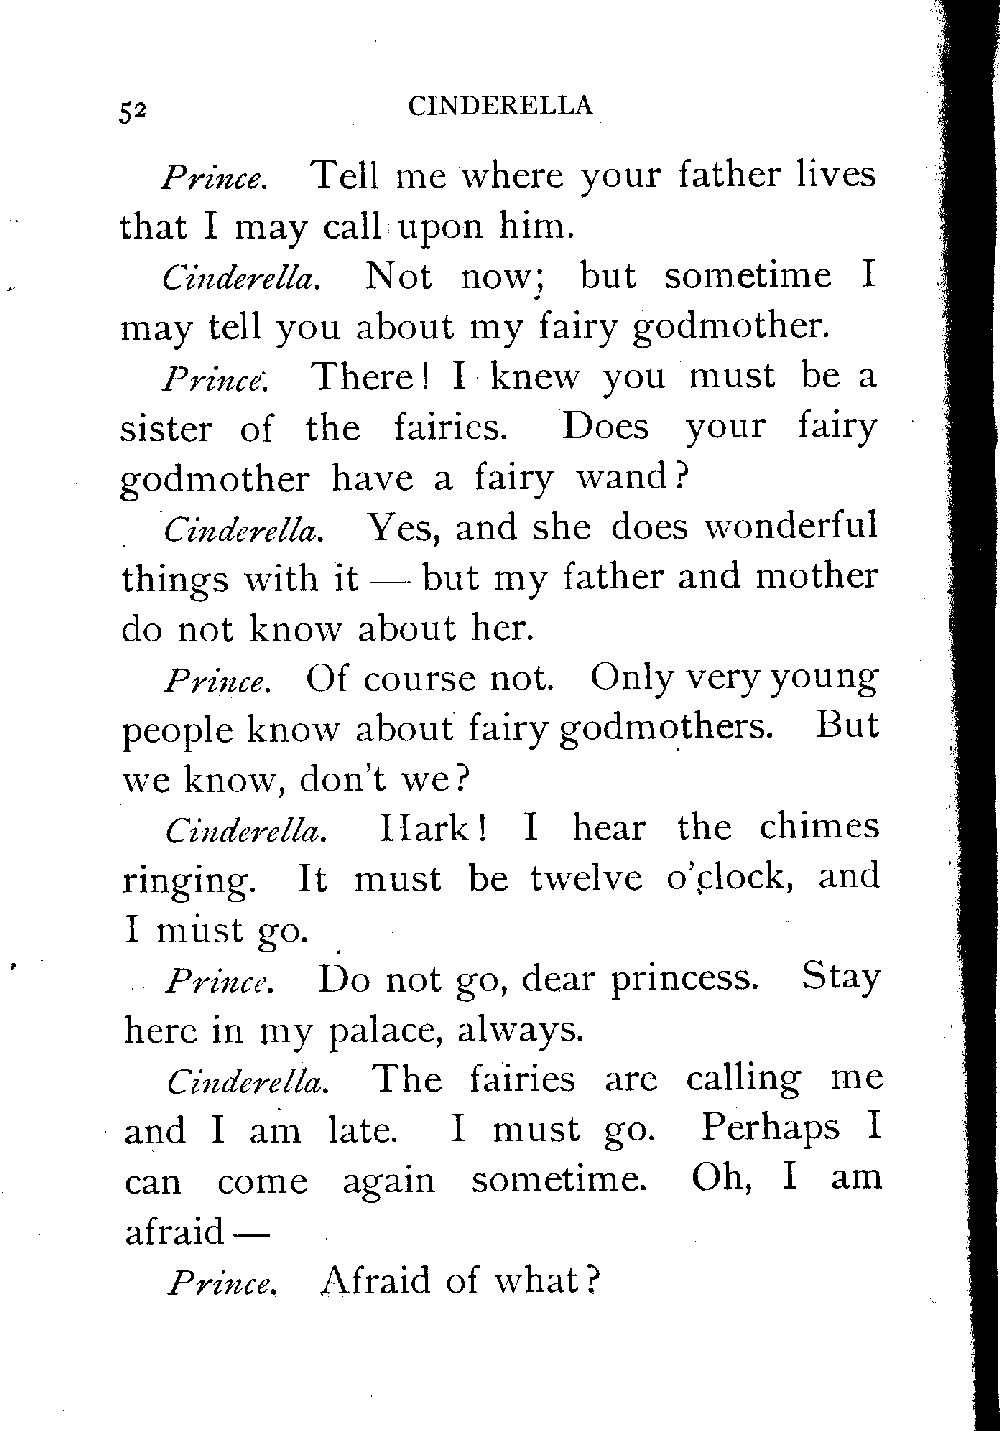 52 CINDERELLA
Prince. Tell me where your father lives
that I may call upon him.
Cinderella. Not now; but sometime I
may tell you about my fairy godmother.
Prince. There! I knew you must be a
sister of the fairies. Does your fairy
godmother have a fairy wand?
Cinderella. Yes, and she does wonderful
things with it — but my father and mother
do not know about her.
Prince. Of course not. Only very young
people know about fairy godmothers. But
we know, don't we?
Cinderella. Hark! I hear the chimes
ringing. It must be twelve o'clock, and
I must go.
Prince. Do not go, dear princess. Stay
here in my palace, always.
Cinderella. The fairies are calling me
and I am late. I must go. Perhaps I
can come again sometime. Oh, I am
afraid —
Prince. Afraid of what?